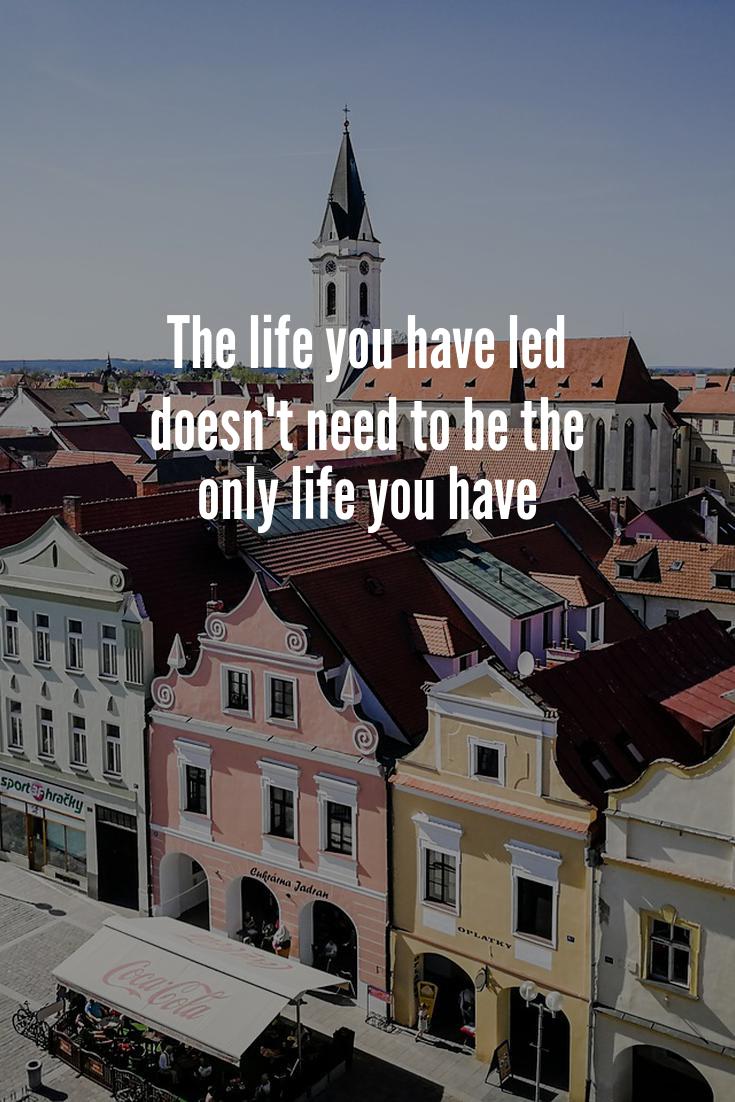 The life you have led
doesn't need to be the
only life you have
sport hračky
Cukrárna Jadran
OPLATKY
Coca-Cola